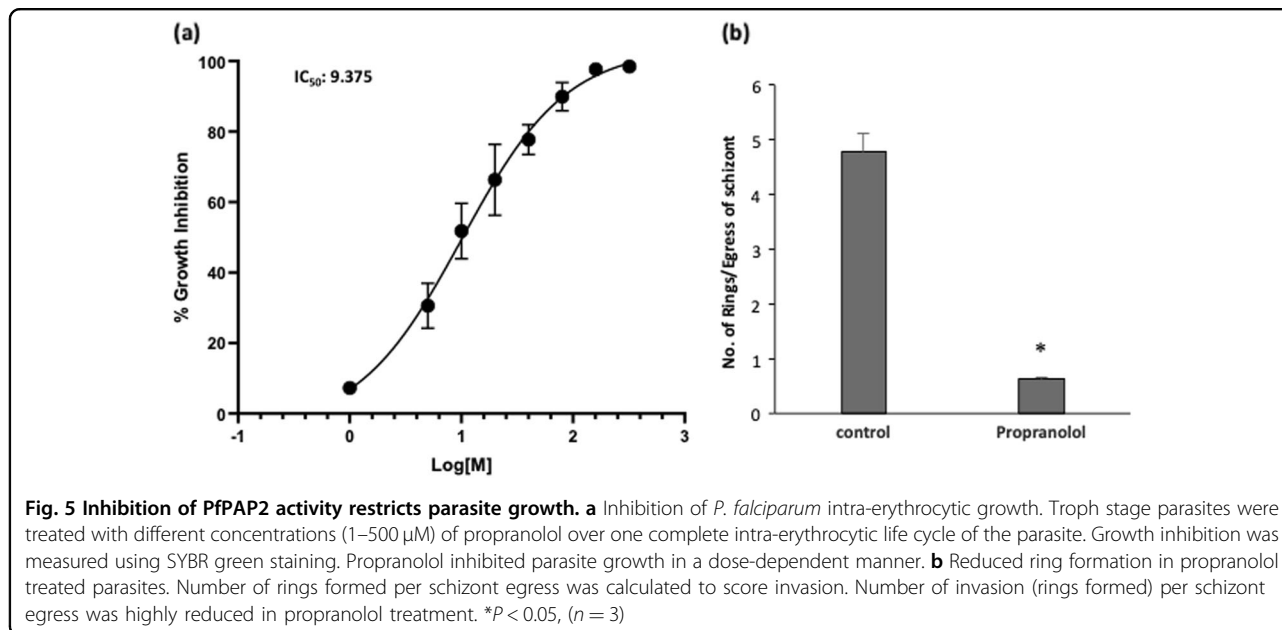 (a)
IC50: 9.375
% Growth Inhibition
100
80
60
40
20
0
-1
0
1
2
3
Log[M]
(b)
No. of Rings/Egress of schizont
6
5
4
3
2
1
0
*
control
Propranolol
Fig. 5 Inhibition of PfPAP2 activity restricts parasite growth. a Inhibition of P. falciparum intra-erythrocytic growth. Troph stage parasites were
treated with different concentrations (1–500 µM) of propranolol over one complete intra-erythrocytic life cycle of the parasite. Growth inhibition was
measured using SYBR green staining. Propranolol inhibited parasite growth in a dose-dependent manner. b Reduced ring formation in propranolol
treated parasites. Number of rings formed per schizont egress was calculated to score invasion. Number of invasion (rings formed) per schizont
egress was highly reduced in propranolol treatment. *P < 0.05, (n = 3)